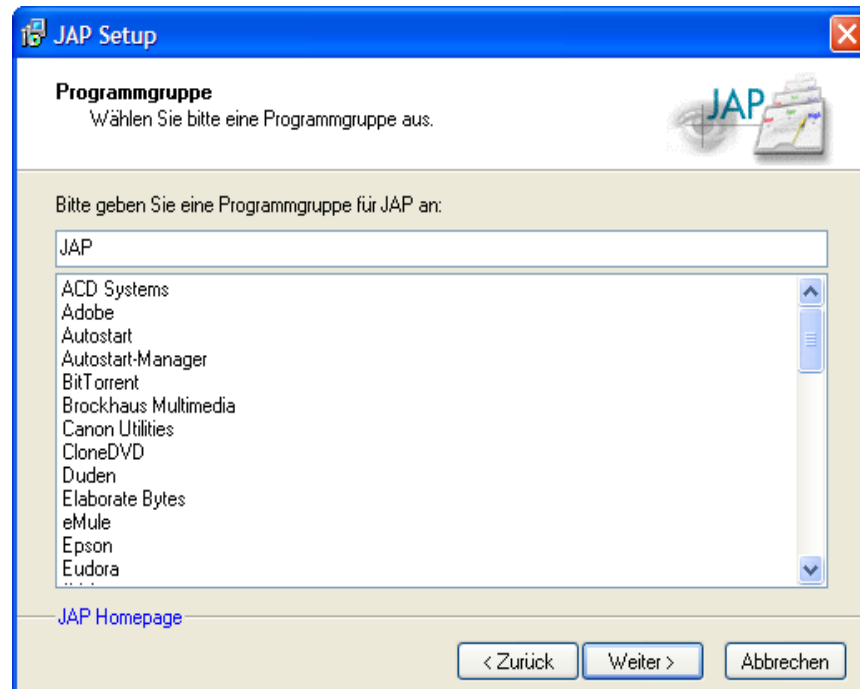 JAP Setup
Programmgruppe
Wählen Sie bitte eine Programmgruppe aus.
JAP
Bitte geben Sie eine Programmgruppe für JAP an:
JAP
ACD Systems
Adobe
Autostart
Autostart-Manager
BitTorrent
Brockhaus Multimedia
Canon Utilities
CloneDVD
Duden
Elaborate Bytes
eMule
Epson
Eudora
JAP Homepage
< Zurück
Weiter >
Abbrechen